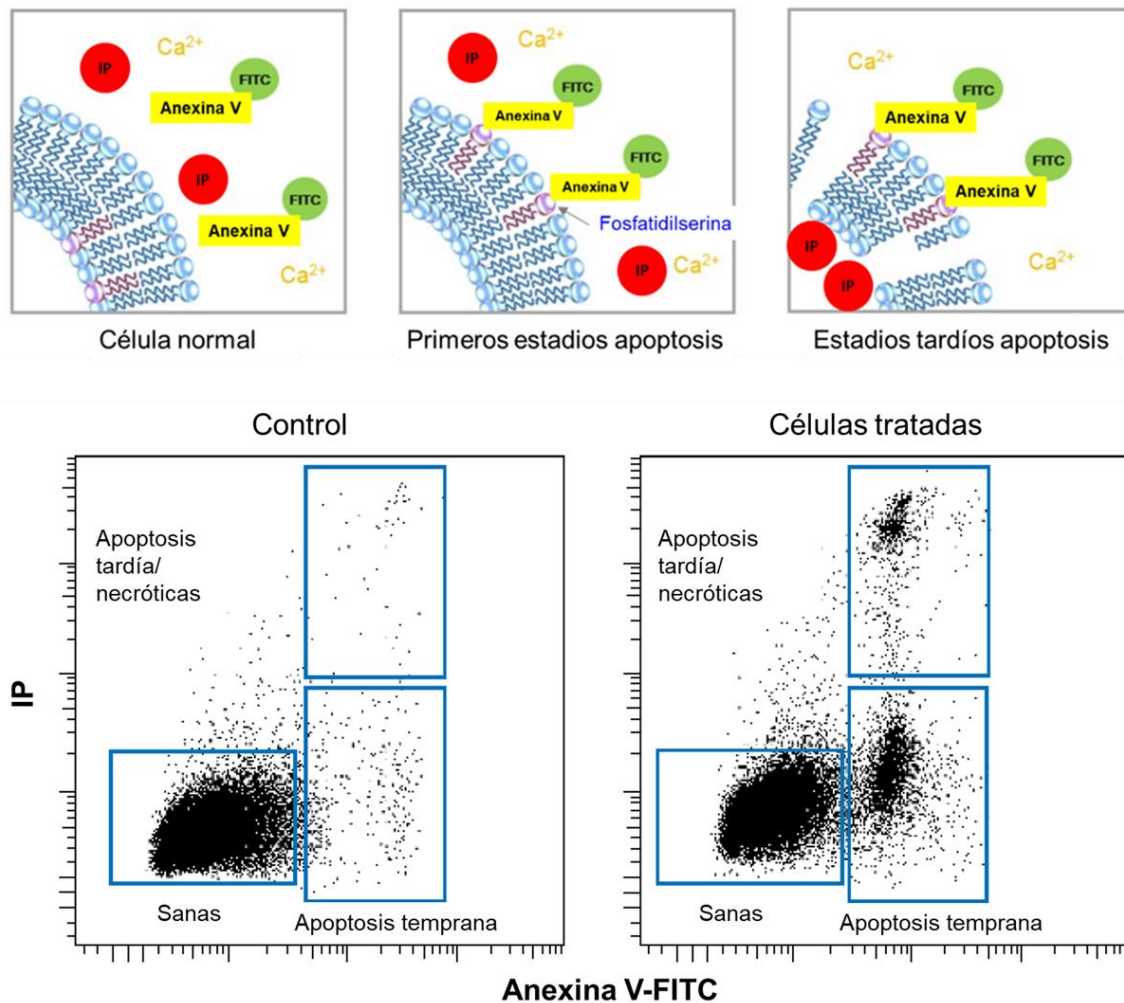 IP
Ca²⁺
FITC
Anexina V
IP
FITC
Anexina V
Ca²⁺
Célula normal
IP
Ca²⁺
FITC
Anexina V
FITC
Anexina V
Fosfatidilserina
IP
Ca²⁺
Primeros estadios apoptosis
Ca²⁺
FITC
Anexina V
FITC
Anexina V
IP
IP
Ca²⁺
Estadios tardíos apoptosis
Control
Apoptosis
tardía/
necróticas
Sanas
Apoptosis temprana
Células tratadas
Apoptosis
tardía/
necróticas
Sanas
Apoptosis temprana
IP
Anexina V-FITC